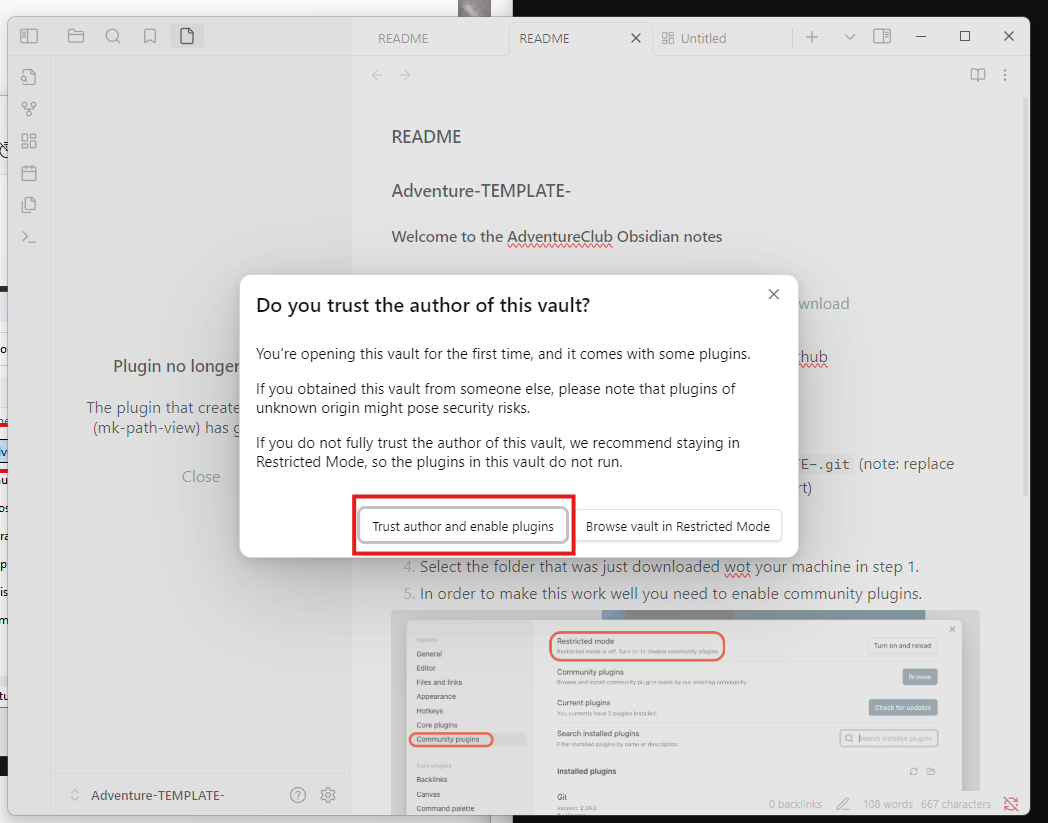 README
README
Untitled
README
Adventure-TEMPLATE-
Welcome to the AdventureClub Obsidian notes
wnload
thub
Plugin no longer
The plugin that create
(mk-path-view) has g
Close
Do you trust the author of this vault?
You're opening this vault for the first time, and it comes with some plugins.
If you obtained this vault from someone else, please note that plugins of
unknown origin might pose security risks.
If you do not fully trust the author of this vault, we recommend staying in
Restricted Mode, so the plugins in this vault do not run.
Trust author and enable plugins
Browse vault in Restricted Mode
TE-.git (note: replace
rt)
4. Select the folder that was just downloaded wot your machine in step 1.
5. In order to make this work well you need to enable community plugins.
Options
General
Editor
Files and links
Appearance
Hotkeys
Core plugins
Community plugins
Core plugins
Backlinks
Canvas
Command palette
Restricted mode
Restricted mode is off. Turn on to disable community plugins.
Turn on and reload
Community plugins
Browse and install community plugins made by our amazing community.
Browse
Current plugins
You currently have 2 plugins installed.
Check for updates
Search installed plugins
Filter installed plugins by name or description.
Search installed plugins.
Installed plugins
Git
Version: 2.34.0
Adventure-TEMPLATE-
0 backlinks
108 words
667 characters